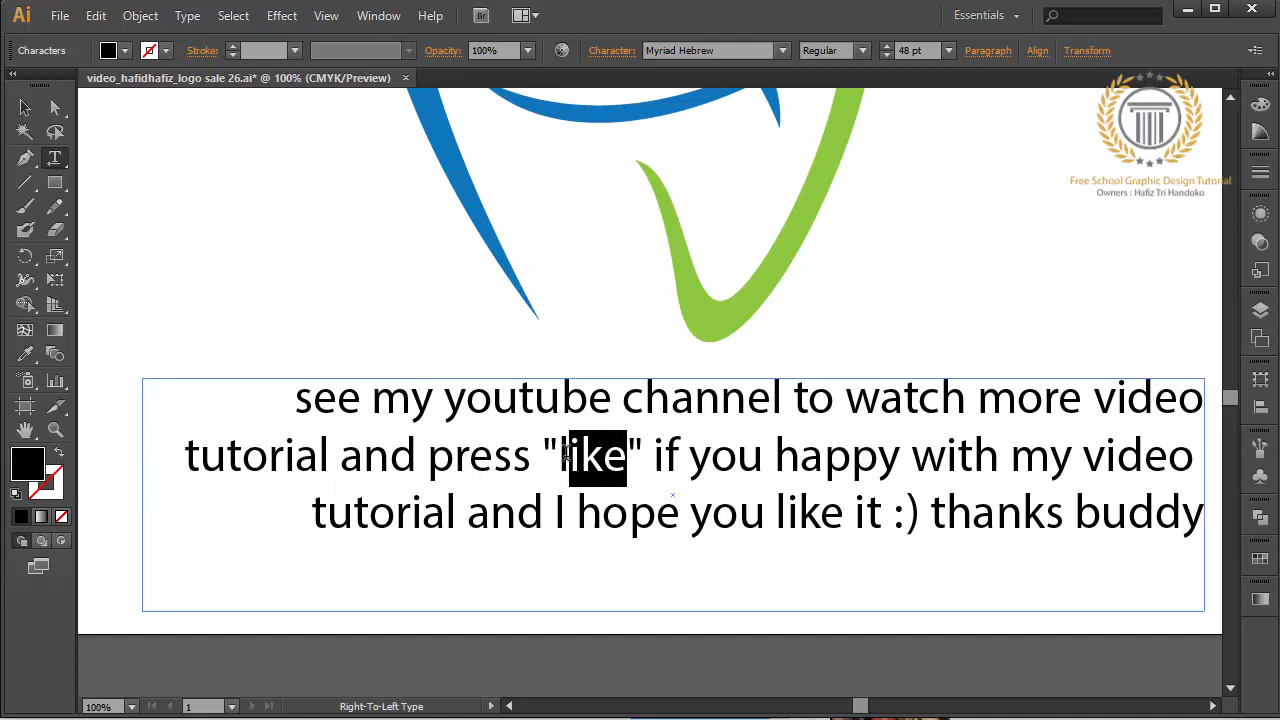 Ai File Edit Object Type Select Effect View Window Help Br Essentials
Characters Stroke: Opacity: 100% Character: Myriad Hebrew Regular 48 pt Paragraph Align Transform
video_hafidhafiz_logo sale 26.ai* @ 100% (CMYK/Preview)
Free School Graphic Design Tutorial
Owners : Hafiz Tri Handoko
see my youtube channel to watch more video
tutorial and press "like" if you happy with my video
tutorial and I hope you like it :) thanks buddy
100% 1 Right-To-Left Type